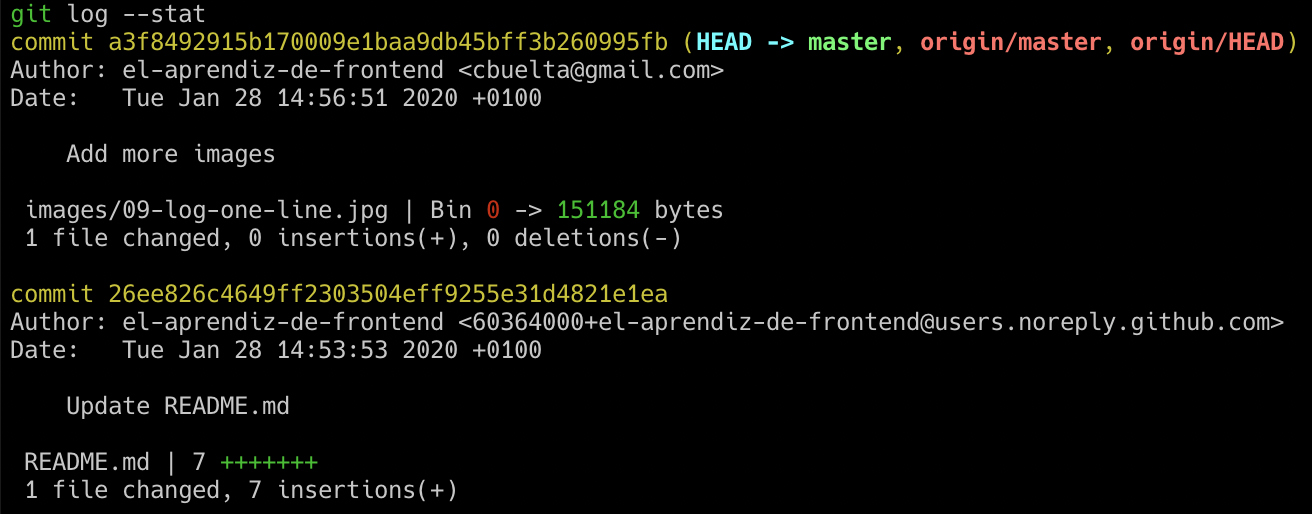 git log --stat
commit a3f8492915b170009e1baa9db45bff3b260995fb (HEAD -> master, origin/master, origin/HEAD)
Author: el-aprendiz-de-frontend <cbuelta@gmail.com>
Date:   Tue Jan 28 14:56:51 2020 +0100

    Add more images

 images/09-log-one-line.jpg | Bin 0 -> 151184 bytes
 1 file changed, 0 insertions(+), 0 deletions(-)

commit 26ee826c4649ff2303504eff9255e31d4821e1ea
Author: el-aprendiz-de-frontend <60364000+el-aprendiz-de-frontend@users.noreply.github.com>
Date:   Tue Jan 28 14:53:53 2020 +0100

    Update README.md

 README.md | 7 +++++++
 1 file changed, 7 insertions(+)